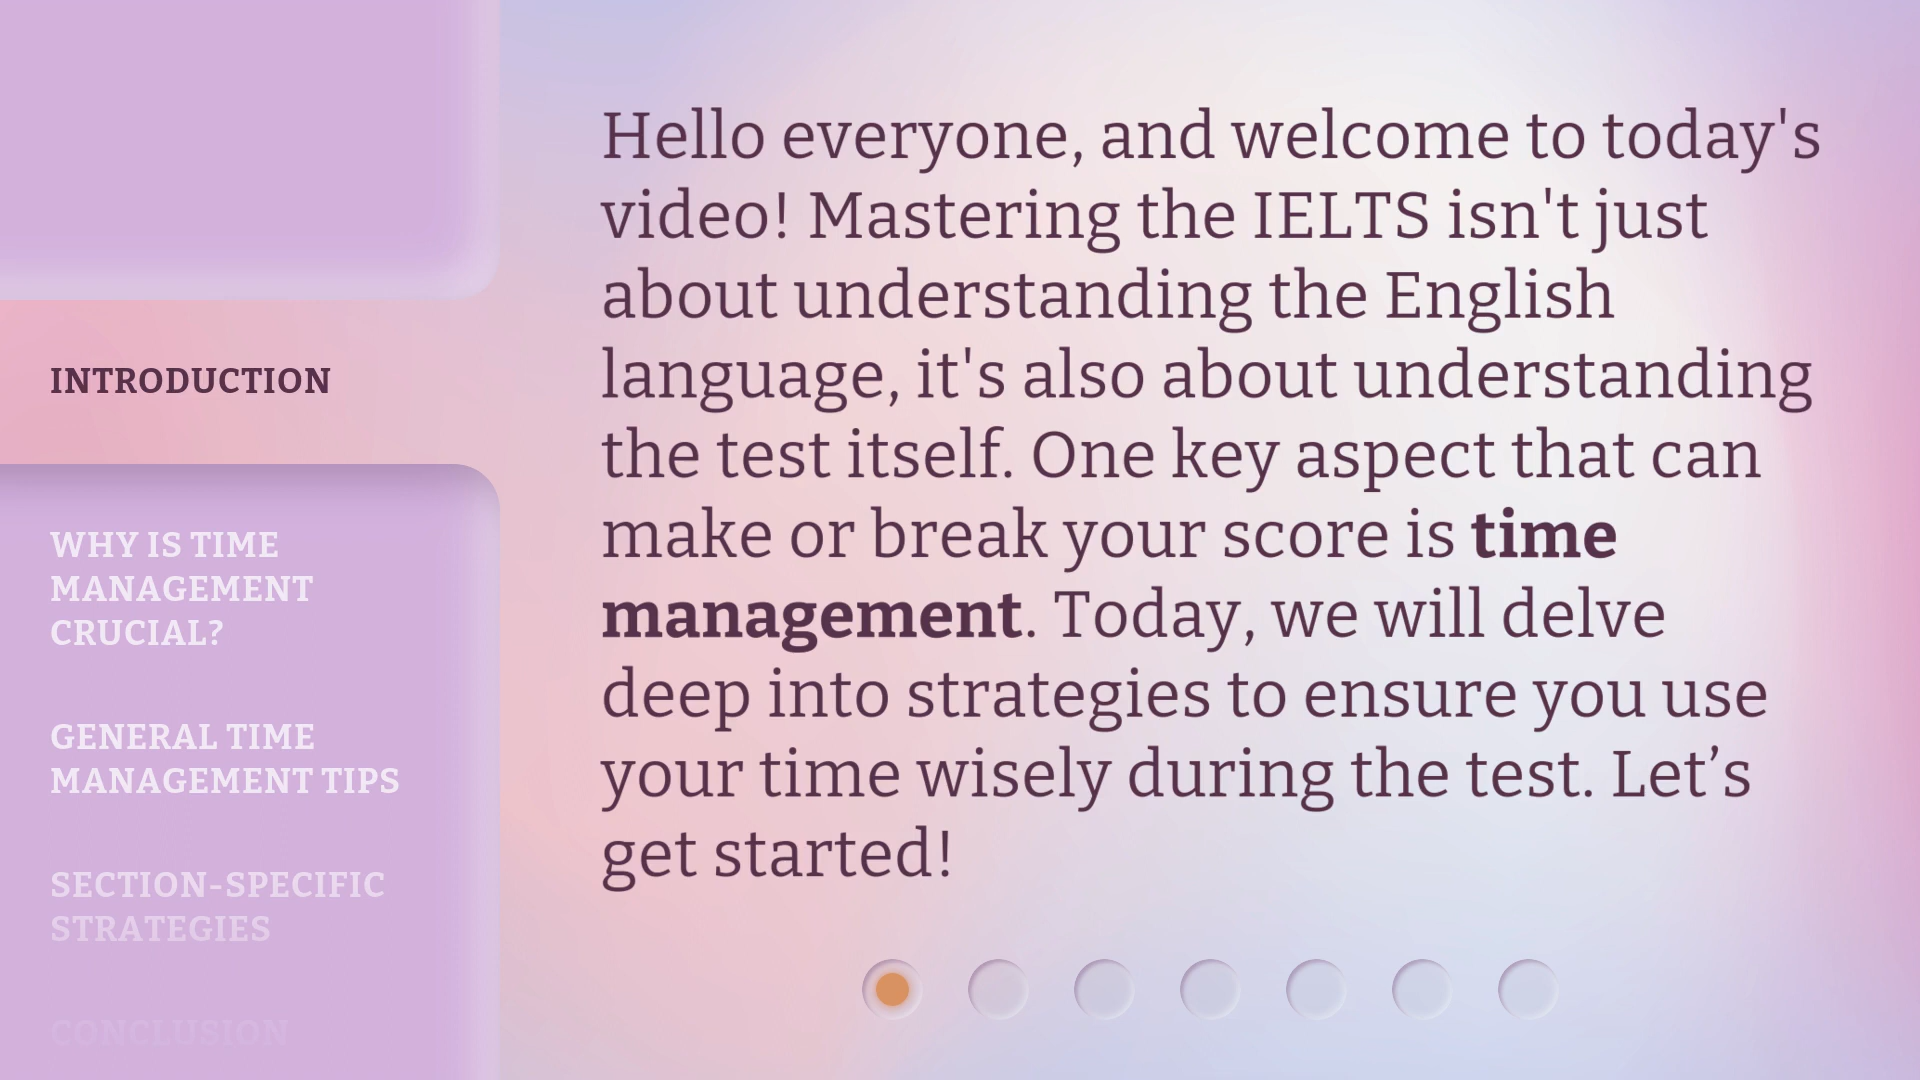 INTRODUCTION
WHY IS TIME
MANAGEMENT
CRUCIAL?
GENERAL TIME
MANAGEMENT TIPS
SECTION-SPECIFIC
STRATEGIES
CONCLUSION
Hello everyone, and welcome to today's
video! Mastering the IELTS isn't just
about understanding the English
language, it's also about understanding
the test itself. One key aspect that can
make or break your score is time
management. Today, we will delve
deep into strategies to ensure you use
your time wisely during the test. Let’s
get started!